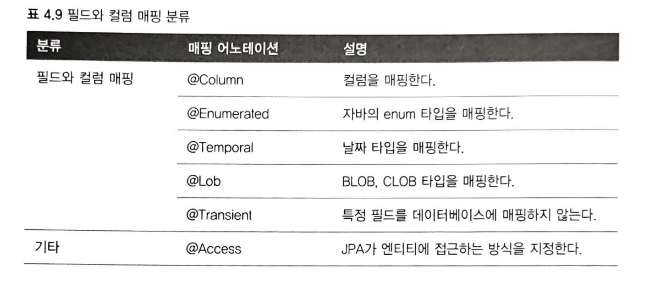 표 4.9 필드와 컬럼 매핑 분류
분류 매핑 어노테이션 설명
필드와 컬럼 매핑 @Column 컬럼을 매핑한다.
@Enumerated 자바의 enum 타입을 매핑한다.
@Temporal 날짜 타입을 매핑한다.
@Lob BLOB, CLOB 타입을 매핑한다.
@Transient 특정 필드를 데이터베이스에 매핑하지 않는다.
기타 @Access JPA가 엔티티에 접근하는 방식을 지정한다.